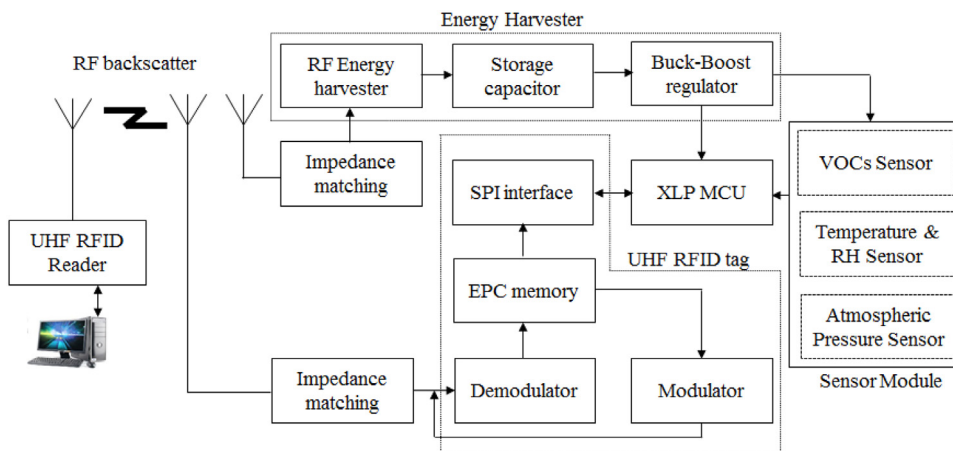 Energy Harvester
RF backscatter
RF Energy
harvester
Storage
capacitor
Buck-Boost
regulator
Impedance
matching
SPI interface
XLP MCU
VOCs Sensor
Temperature &
RH Sensor
Atmospheric
Pressure Sensor
Sensor Module
UHF RFID
Reader
UHF RFID tag
EPC memory
Impedance
matching
Demodulator
Modulator